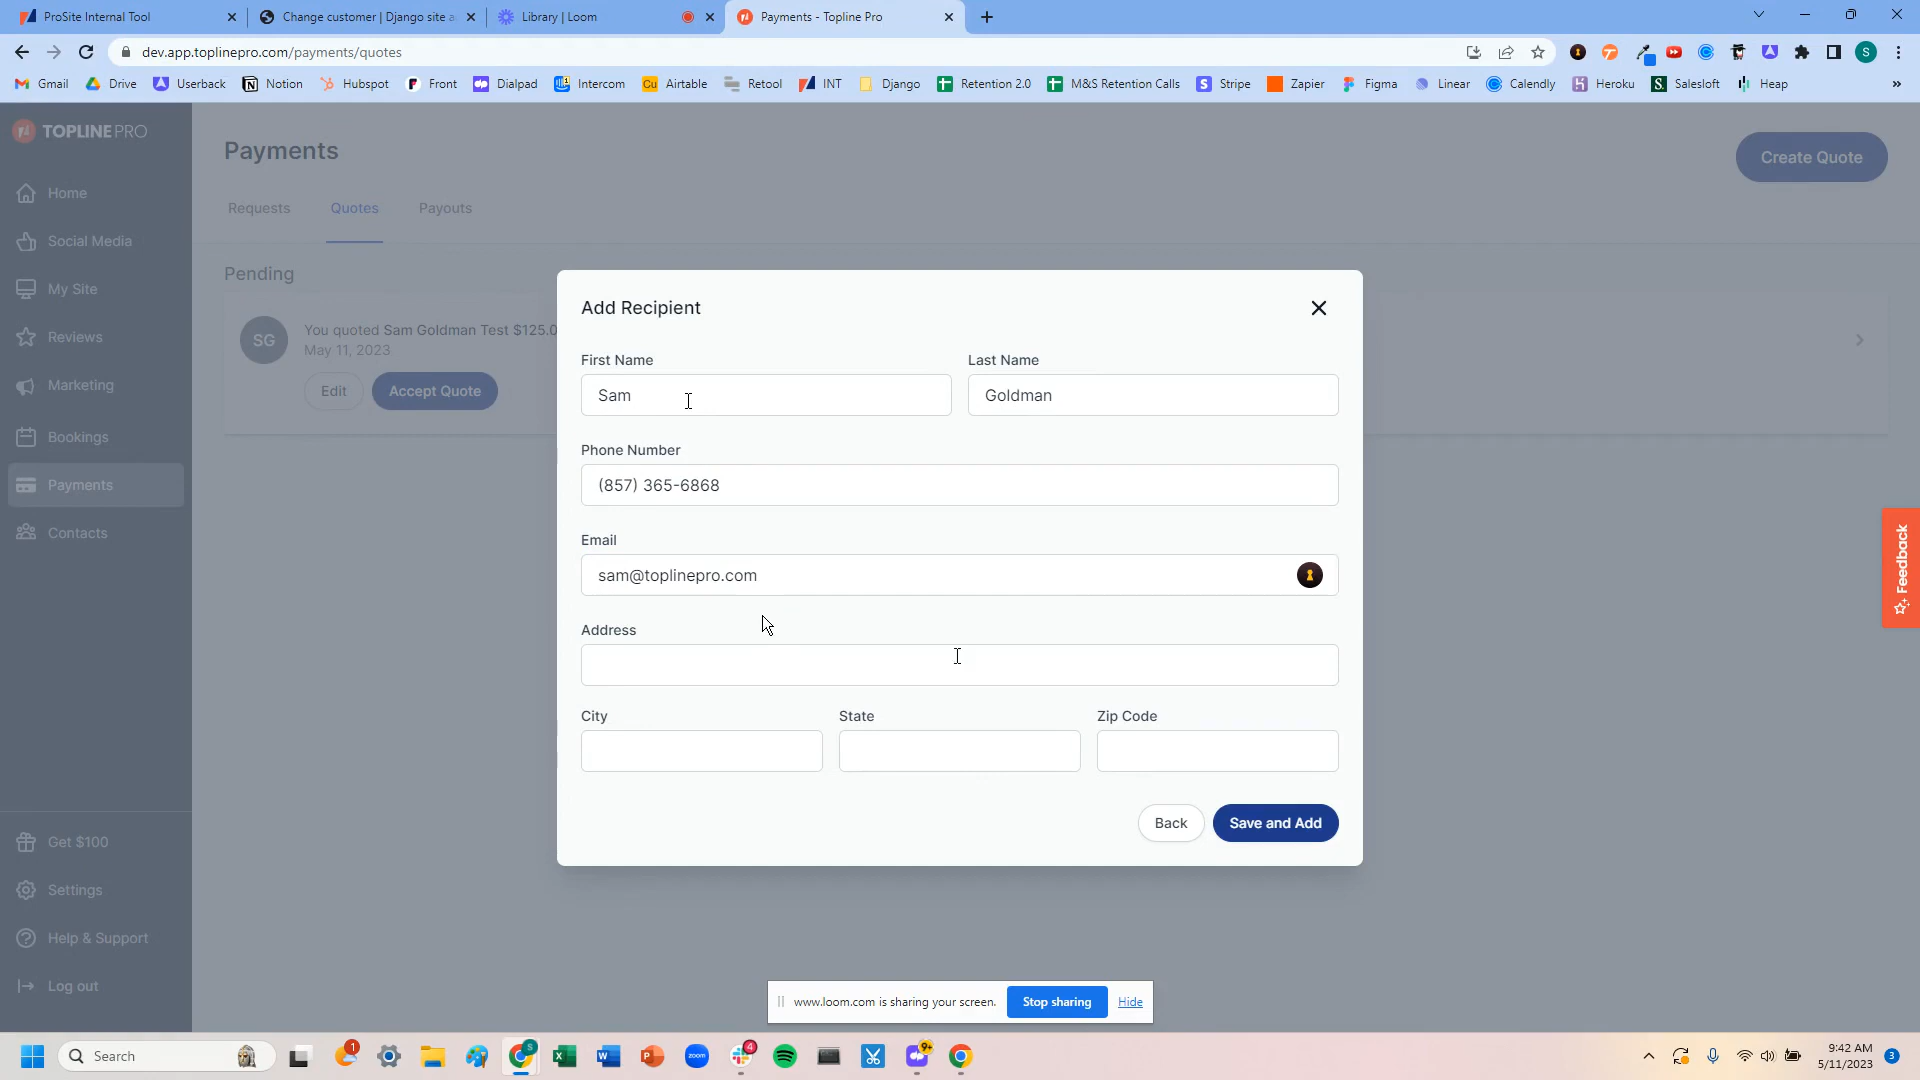 ProSite Internal Tool
Change customer | Django site a
Library | Loom
Payments - Topline Pro
dev.app.toplinepro.com/payments/quotes
S
Gmail
Drive
Userback
Notion
Hubspot
Front
Dialpad
Intercom
Airtable
Retool
INT
Django
Retention 2.0
M&S Retention Calls
Stripe
Zapier
Figma
Linear
Calendly
Heroku
Salesloft
Heap
TOPLINE PRO
Home
Social Media
My Site
Reviews
Marketing
Bookings
Payments
Contacts
Get $100
Settings
Help & Support
Log out
Payments
Create Quote
Requests
Quotes
Payouts
Pending
SG
You quoted Sam Goldman Test $125.0
May 11, 2023
Edit
Accept Quote
Add Recipient
First Name
Last Name
Sam
Goldman
Phone Number
(857) 365-6868
Email
sam@toplinepro.com
Address
City
State
Zip Code
Back
Save and Add
Feedback
www.loom.com is sharing your screen.
Stop sharing
Hide
Search
1
zoom
4
9+
9:42 AM
5/11/2023
3